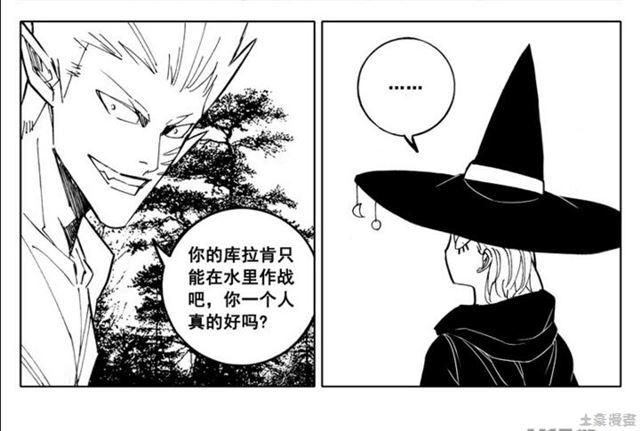 你的库拉肯只
能在水里作战
吧，你一个人
真的好吗?
……
土豪漫畫